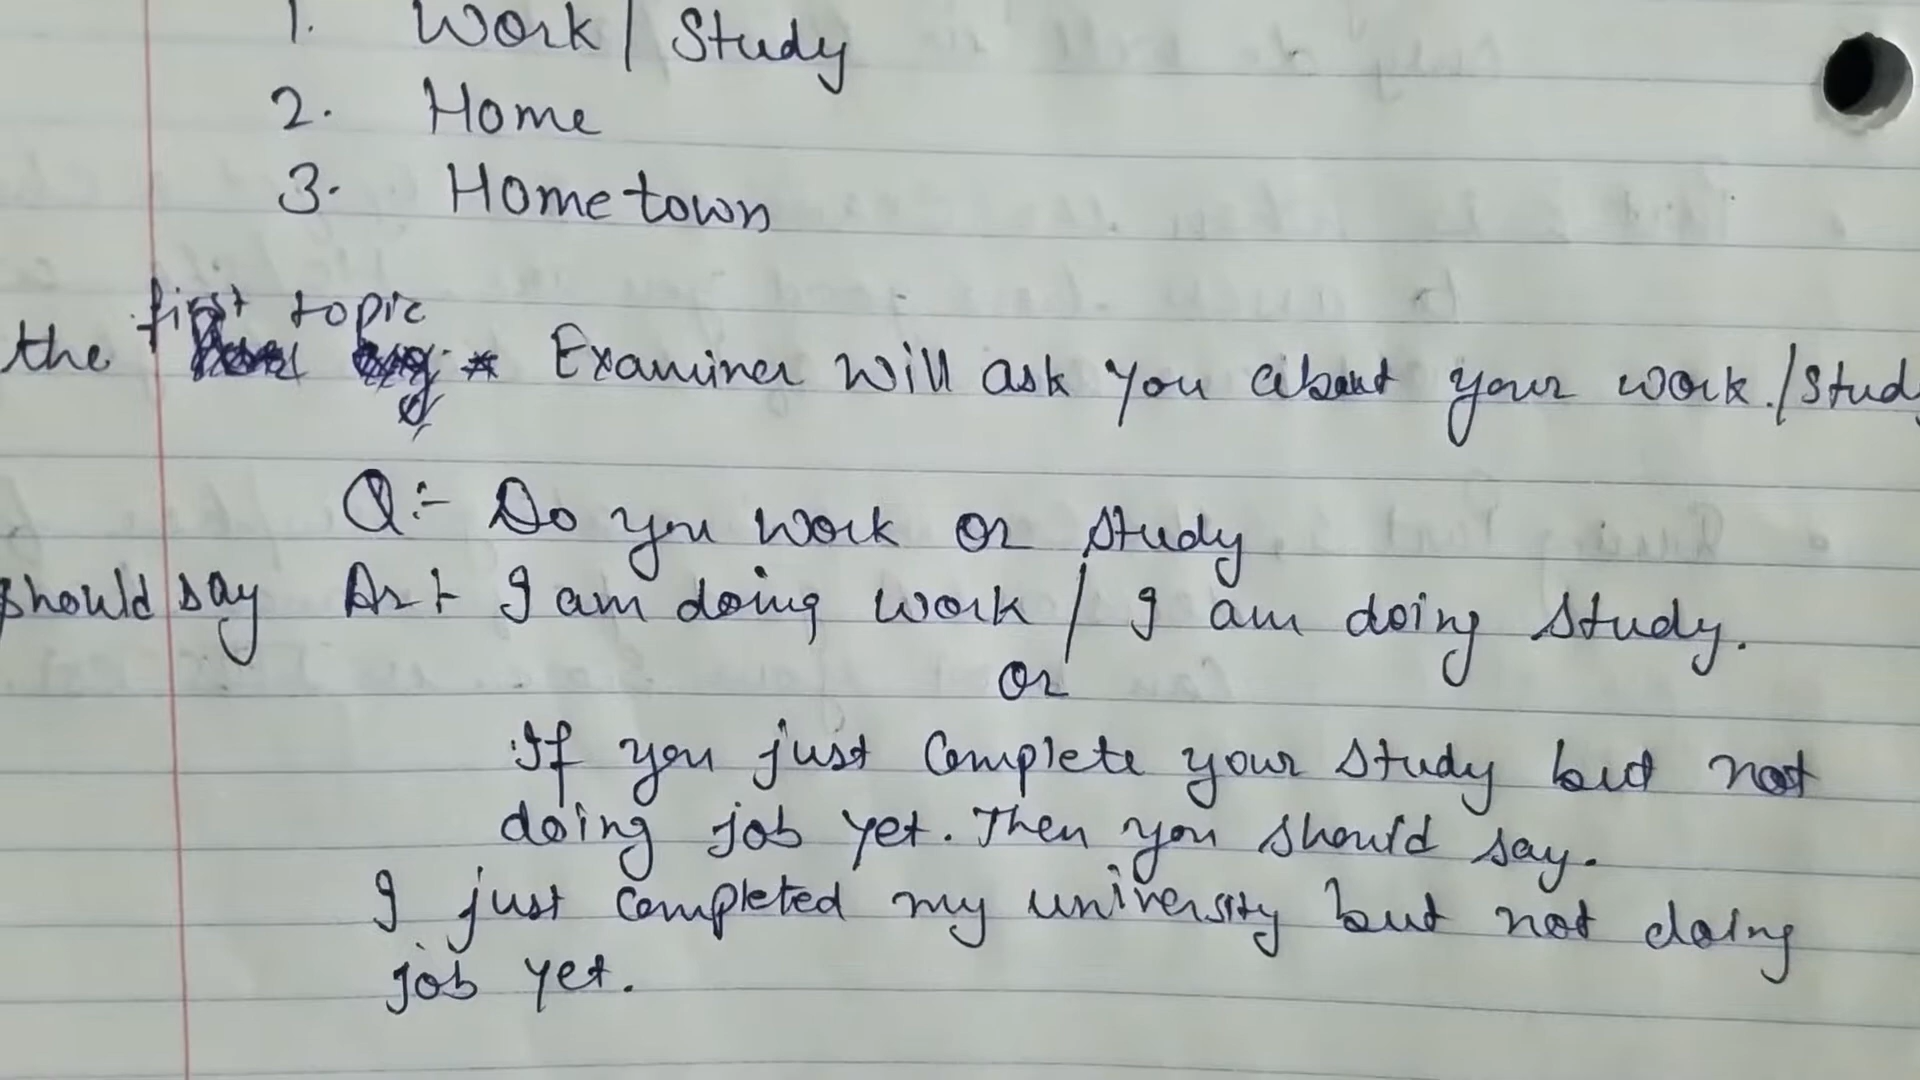 1. Work / Study
2. Home
3. Hometown
first topic
the Examiner will ask you about your work./Stud
Q:- Do you work or study
should say Ans I am doing work / I am doing study.
or
If you just complete your study but not
doing job yet. Then you should say.
I just completed my university but not doing
job yet.